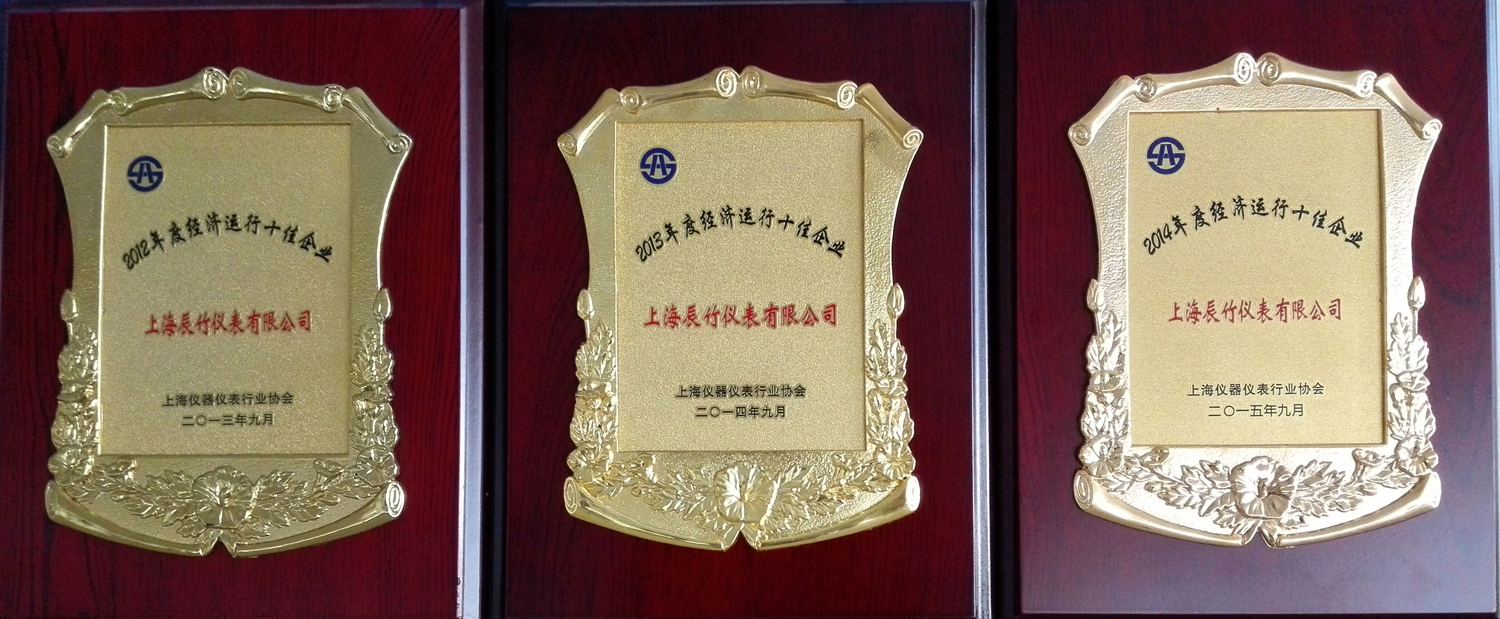 2012年度经济运行十佳企业
上海辰竹仪表有限公司
上海仪器仪表行业协会
二〇一三年九月
2013年度经济运行十佳企业
上海辰竹仪表有限公司
上海仪器仪表行业协会
二〇一四年九月
2014年度经济运行十佳企业
上海辰竹仪表有限公司
上海仪器仪表行业协会
二〇一五年九月